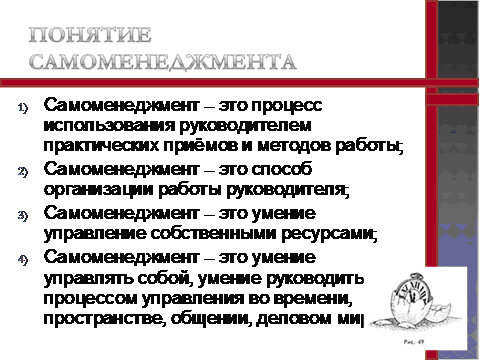 ПОНЯТИЕ
САМОМЕНЕДЖМЕНТА
1) Самоменеджмент – это процесс
использования руководителем
практических приёмов и методов работы;
2) Самоменеджмент – это способ
организации работы руководителя;
3) Самоменеджмент – это умение
управление собственными ресурсами;
4) Самоменеджмент – это умение
управлять собой, умение руководить
процессом управления во времени,
пространстве, общении, деловом мир
Рис. 49